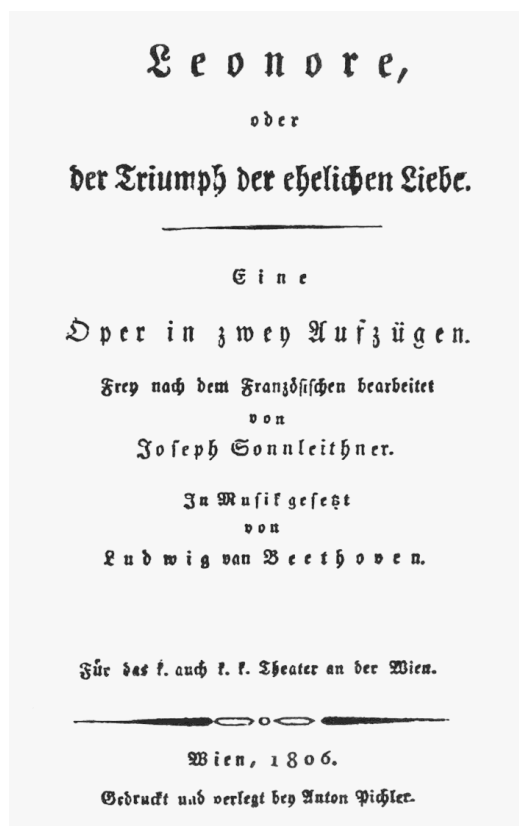 Leonore,
oder
der Triumph der ehelichen Liebe.
Eine
Oper in zwey Aufzügen.
Frey nach dem Französischen bearbeitet
von
Joseph Sonnleithner.
In Musik gesetzt
von
Ludwig van Beethoven.
Für das k. auch k. k. Theater an der Wien.
Wien, 1806.
Gedruckt und verlegt bey Anton Pichler.